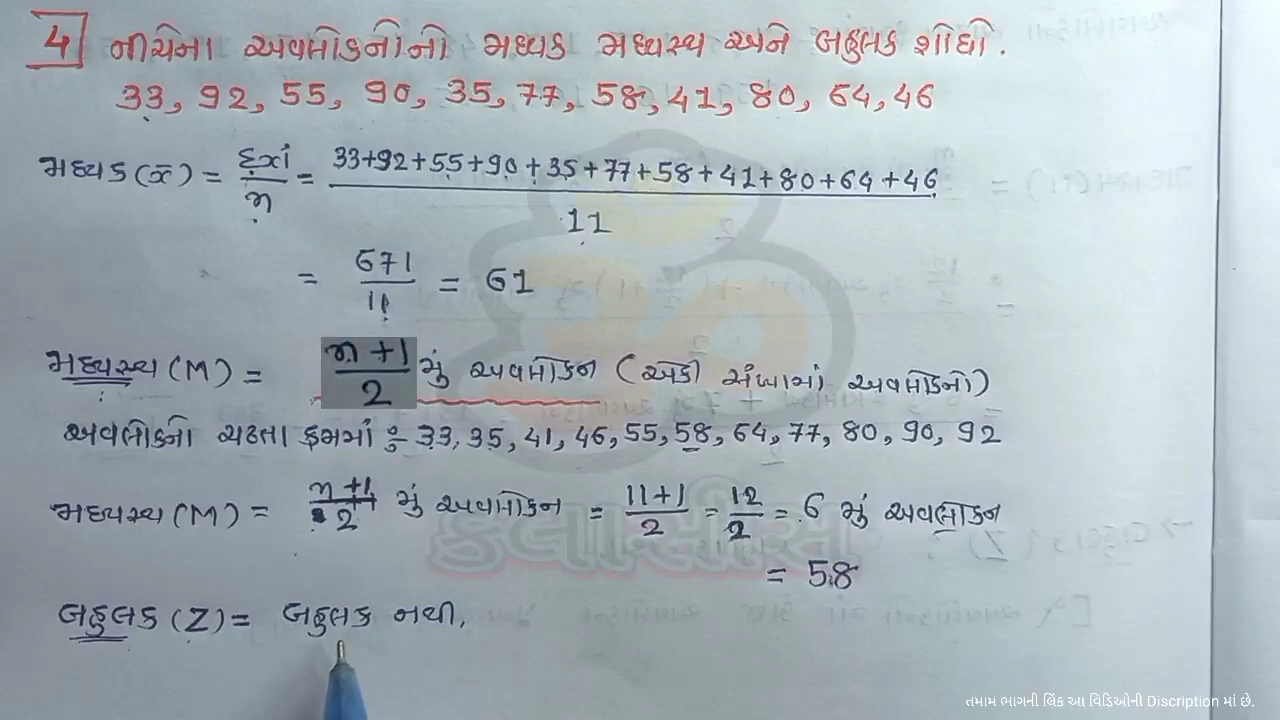 4 નીચેના અવલોકનોનો મધ્યક મધ્યસ્થ અને બહુલક શોધો.
33, 92, 55, 90, 35, 77, 58, 41, 80, 64, 46
મધ્યક (x̄) = Σxi / n = 33+92+55+90+35+77+58+41+80+64+46 / 11
= 671 / 11 = 61
મધ્યસ્થ (M) = n+1 / 2 મું અવલોકન (એકી સંખ્યામાં અવલોકનો)
અવલોકનો ચઢતા ક્રમમાં :- 33, 35, 41, 46, 55, 58, 64, 77, 80, 90, 92
મધ્યસ્થ (M) = n+1 / 2 મું અવલોકન = 11+1 / 2 = 12 / 2 = 6 મું અવલોકન
= 58
બહુલક (Z) = બહુલક નથી.
ક્લાસીસ
તમામ ભાગની લિંક આ વિડિઓની Discription માં છે.